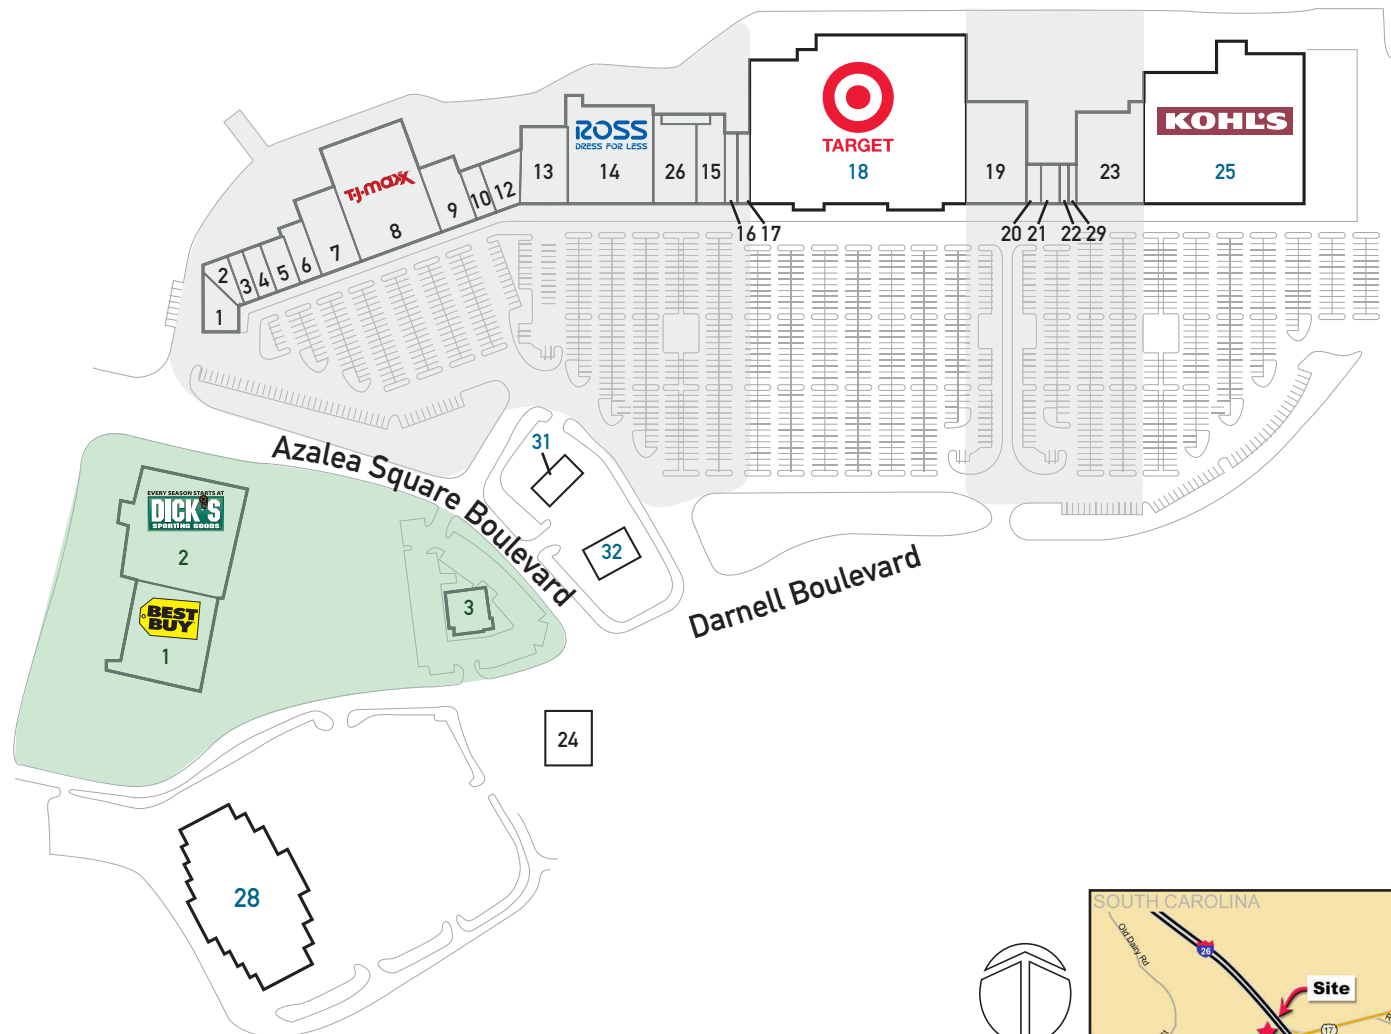 TARGET
18
KOHL'S
25
ROSS
DRESS FOR LESS
14
13
26
15
19
23
T·J·maxx
8
9
10
12
16 17
20 21 22 29
7
6
5
4
3
2
1
Azalea Square Boulevard
31
32
Darnell Boulevard
EVERY SEASON STARTS AT
DICK'S
SPORTING GOODS
2
BEST
BUY
1
3
24
28
SOUTH CAROLINA
Old Dairy Rd
26
Site
17